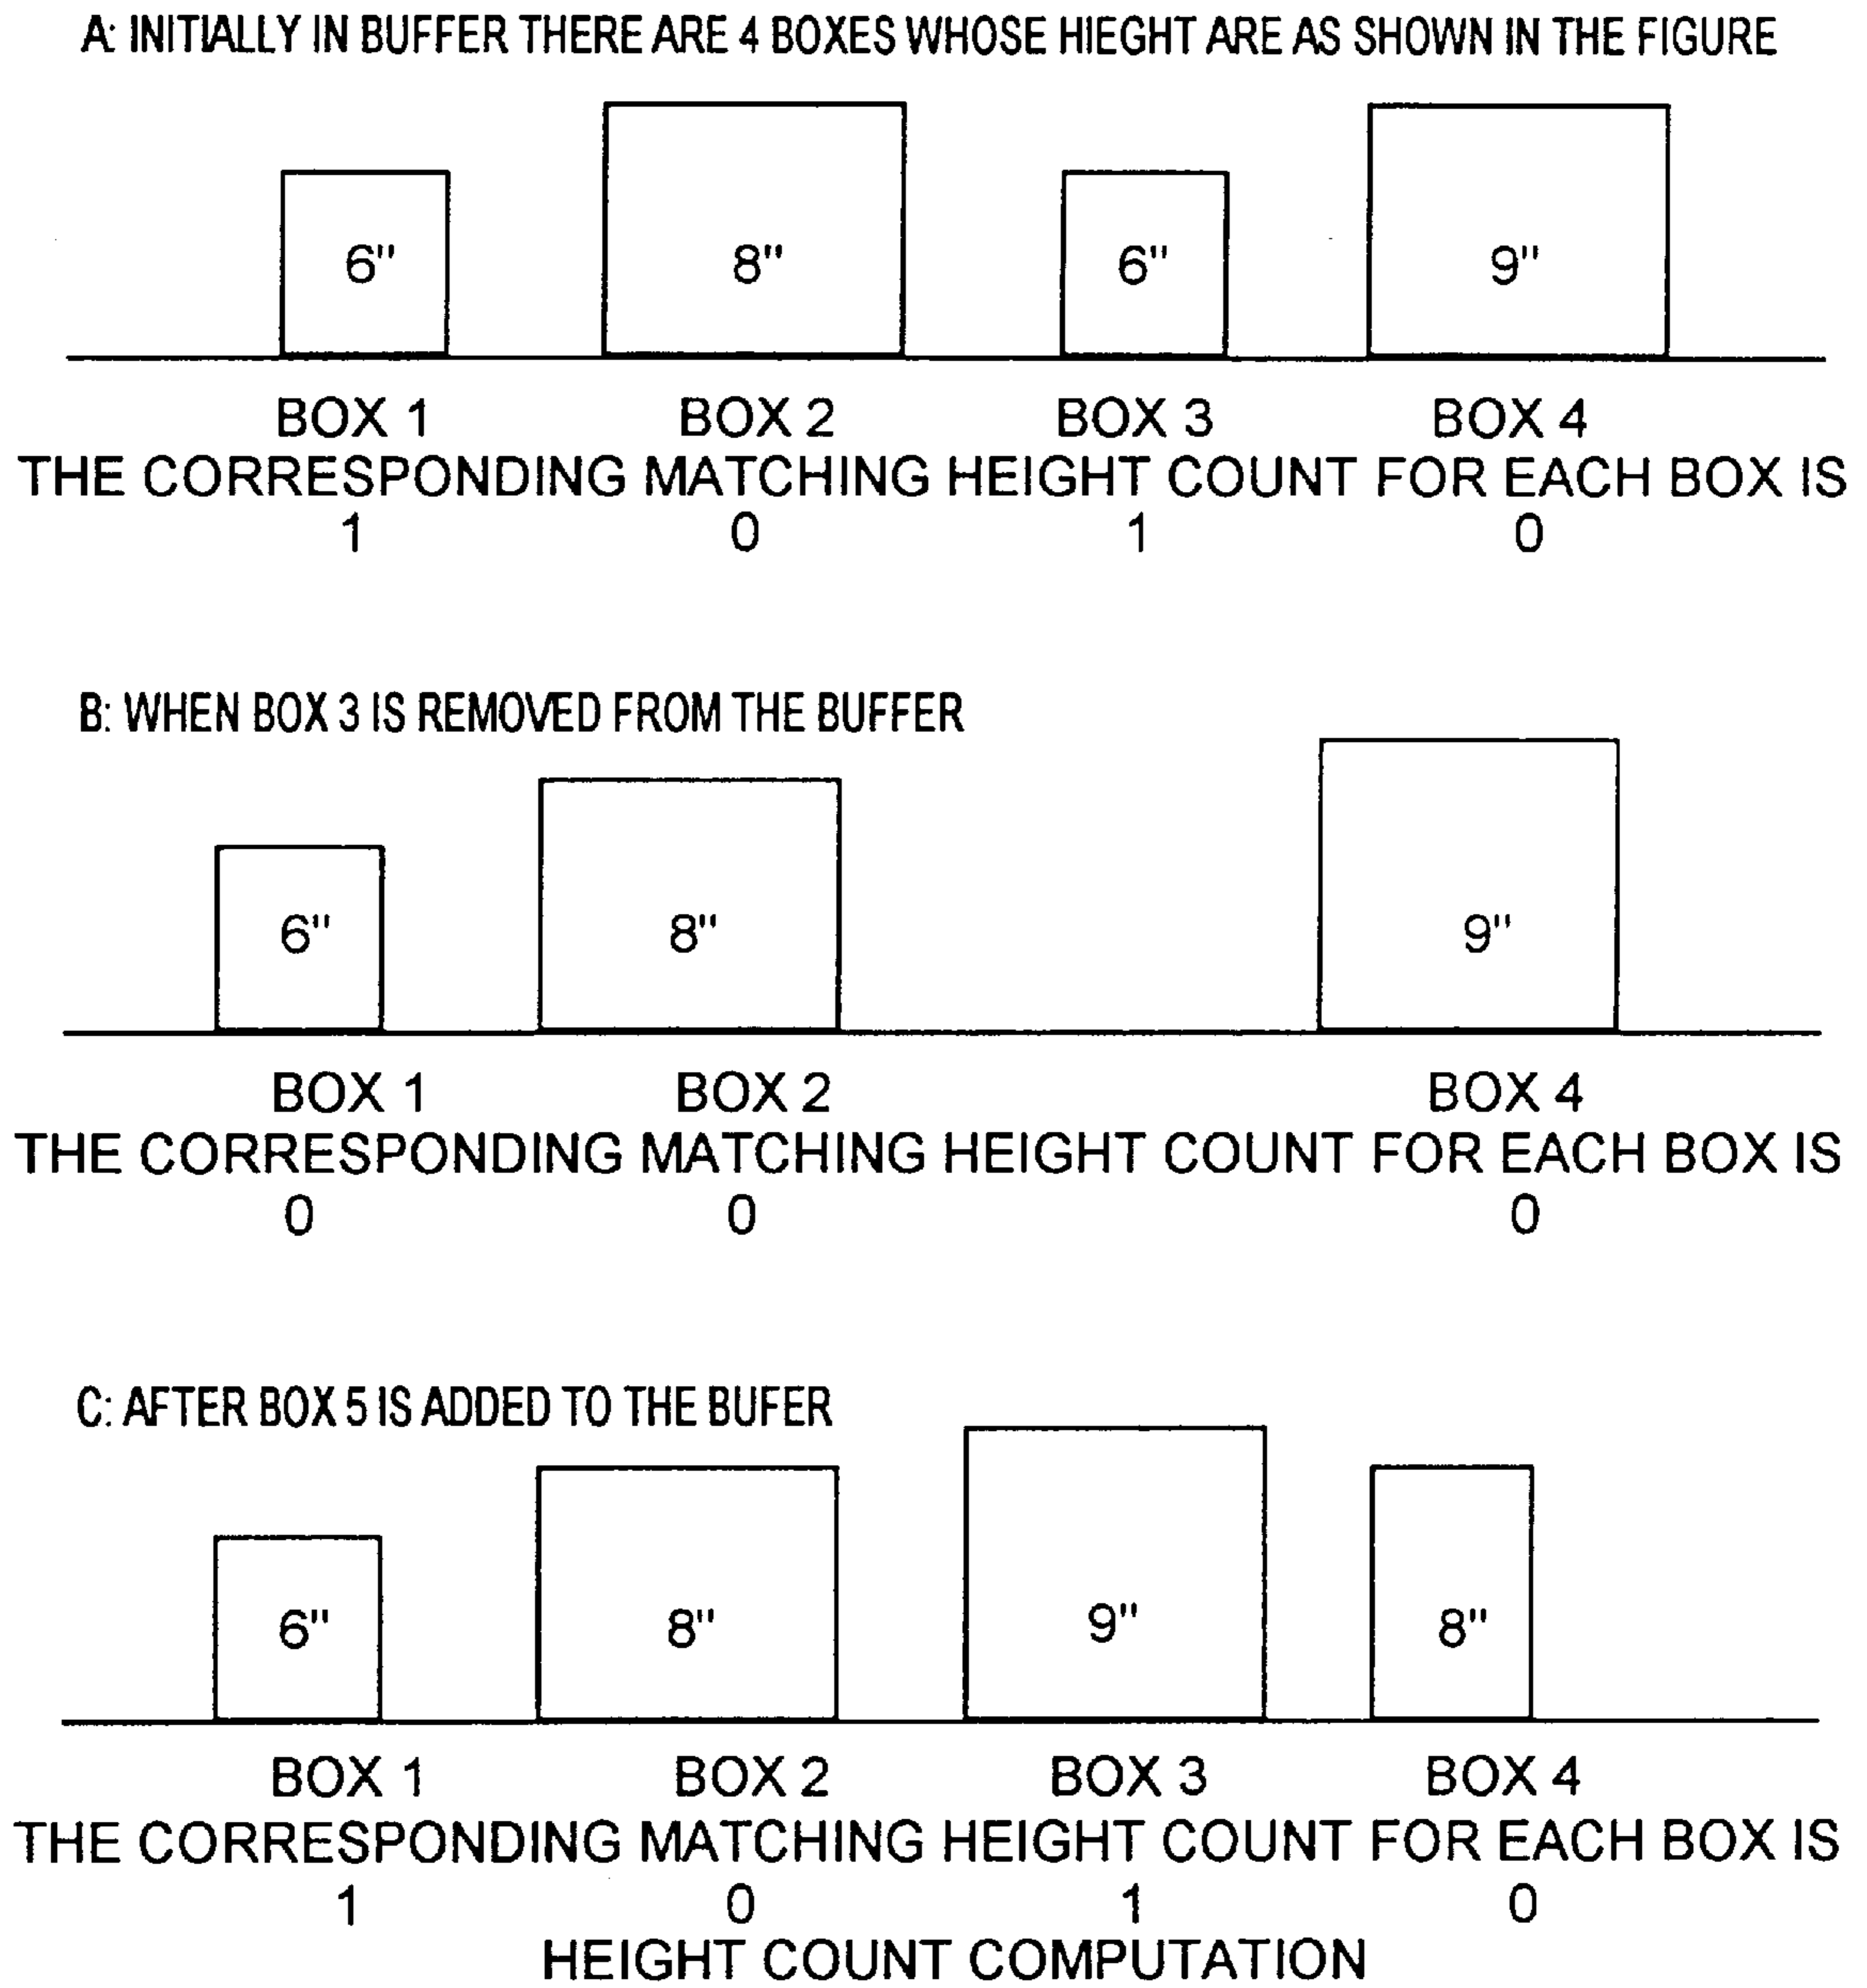 A: INITIALLY IN BUFFER THERE ARE 4 BOXES WHOSE HIEGHT ARE AS SHOWN IN THE FIGURE
6" 8" 6" 9"
BOX 1 BOX 2 BOX 3 BOX 4
THE CORRESPONDING MATCHING HEIGHT COUNT FOR EACH BOX IS
1 0 1 0
B: WHEN BOX 3 IS REMOVED FROM THE BUFFER
6" 8" 9"
BOX 1 BOX 2 BOX 4
THE CORRESPONDING MATCHING HEIGHT COUNT FOR EACH BOX IS
0 0 0
C: AFTER BOX 5 IS ADDED TO THE BUFER
6" 8" 9" 8"
BOX 1 BOX 2 BOX 3 BOX 4
THE CORRESPONDING MATCHING HEIGHT COUNT FOR EACH BOX IS
1 0 1 0
HEIGHT COUNT COMPUTATION